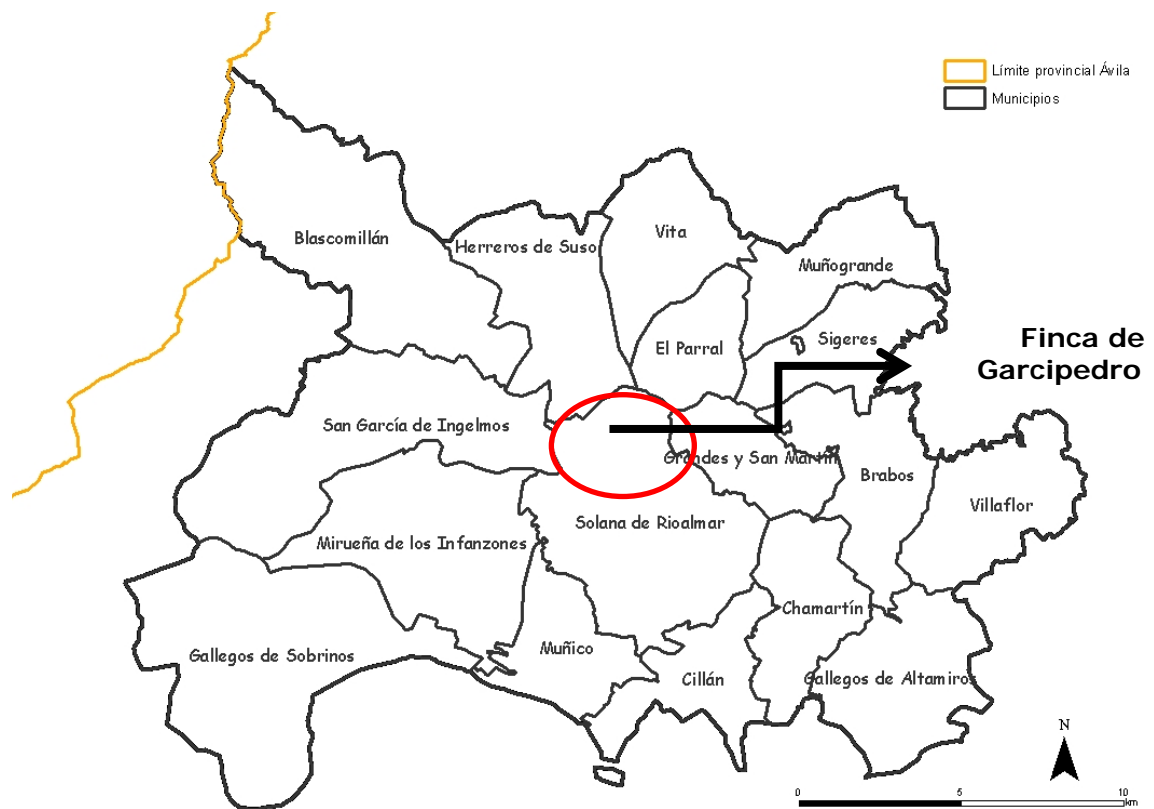 Límite provincial Ávila
Municipios
Blascomillán
Herreros de Suso
Vita
Muñogrande
El Parral
Sigeres
Finca de
Garcipedro
San García de Ingelmos
Grandes y San Martín
Brabos
Villaflor
Solana de Rioalmar
Mirueña de los Infanzones
Chamartín
Muñico
Gallegos de Sobrinos
Cillán
Gallegos de Altamiros
N
0 5 10
km